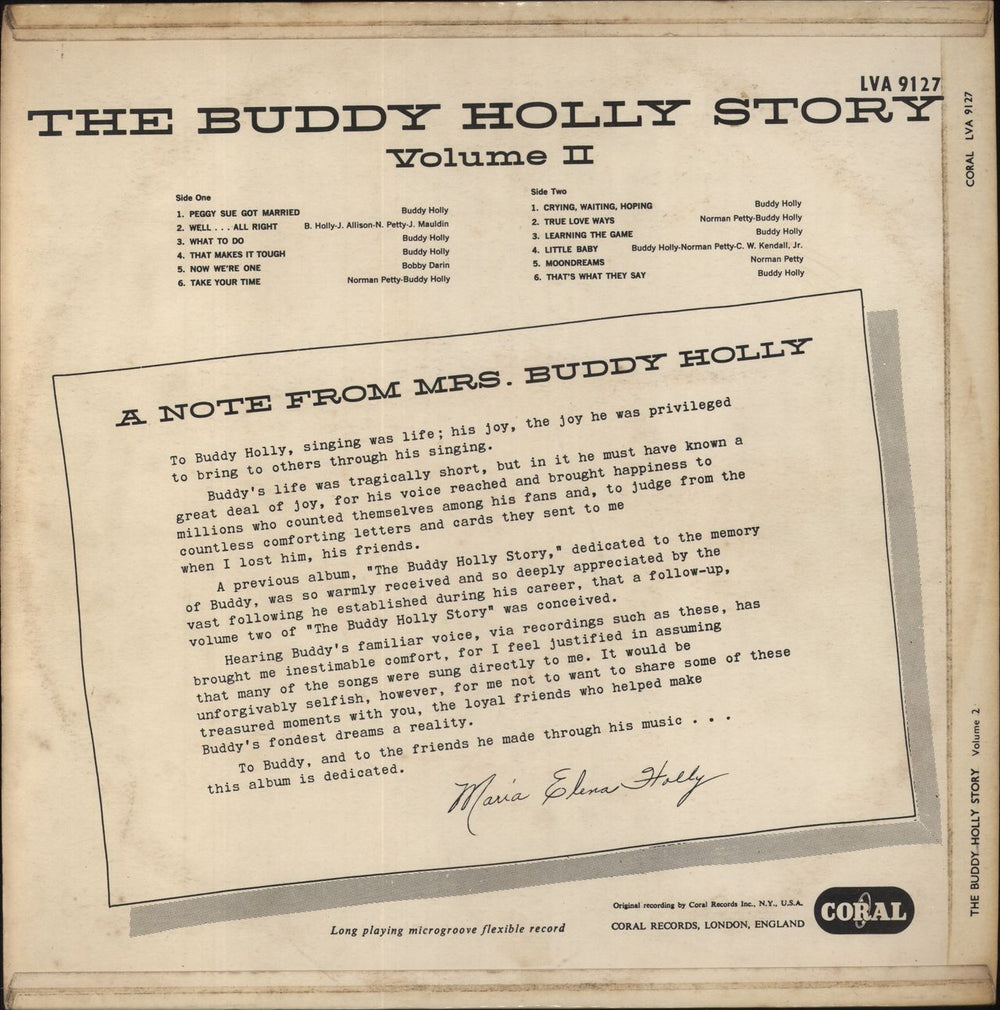 LVA 9127
THE BUDDY HOLLY STORY
Volume II
Side One
1. PEGGY SUE GOT MARRIED Buddy Holly
2. WELL . . . ALL RIGHT B. Holly-J. Allison-N. Petty-J. Mauldin
3. WHAT TO DO Buddy Holly
4. THAT MAKES IT TOUGH Buddy Holly
5. NOW WE'RE ONE Bobby Darin
6. TAKE YOUR TIME Norman Petty-Buddy Holly
Side Two
1. CRYING, WAITING, HOPING Buddy Holly
2. TRUE LOVE WAYS Norman Petty-Buddy Holly
3. LEARNING THE GAME Buddy Holly
4. LITTLE BABY Buddy Holly-Norman Petty-C. W. Kendall, Jr.
5. MOONDREAMS Norman Petty
6. THAT'S WHAT THEY SAY Buddy Holly
A NOTE FROM MRS. BUDDY HOLLY
To Buddy Holly, singing was life; his joy, the joy he was privileged
to bring to others through his singing.
Buddy's life was tragically short, but in it he must have known a
great deal of joy, for his voice reached and brought happiness to
millions who counted themselves among his fans and, to judge from the
countless comforting letters and cards they sent to me
when I lost him, his friends.
A previous album, "The Buddy Holly Story," dedicated to the memory
of Buddy, was so warmly received and so deeply appreciated by the
vast following he established during his career, that a follow-up,
volume two of "The Buddy Holly Story" was conceived.
Hearing Buddy's familiar voice, via recordings such as these, has
brought me inestimable comfort, for I feel justified in assuming
that many of the songs were sung directly to me. It would be
unforgivably selfish, however, for me not to want to share some of these
treasured moments with you, the loyal friends who helped make
Buddy's fondest dreams a reality.
To Buddy, and to the friends he made through his music . . .
this album is dedicated.
Maria Elena Holly
Long playing microgroove flexible record
Original recording by Coral Records Inc., N.Y., U.S.A.
CORAL RECORDS, LONDON, ENGLAND
CORAL
CORAL LVA 9127
THE BUDDY HOLLY STORY Volume 2